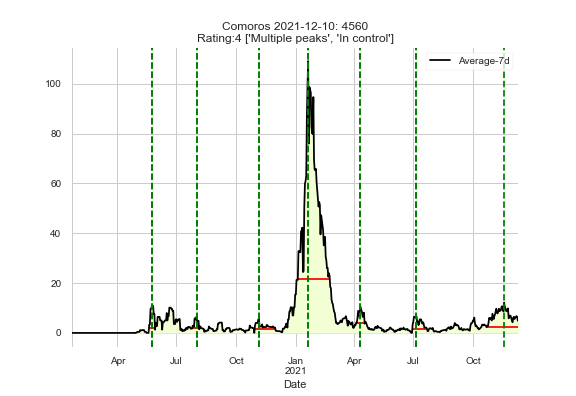 Comoros 2021-12-10: 4560
Rating:4 ['Multiple peaks', 'In control']
Average-7d
100
80
60
40
20
0
Apr Jul Oct Jan Apr Jul Oct
2021
Date